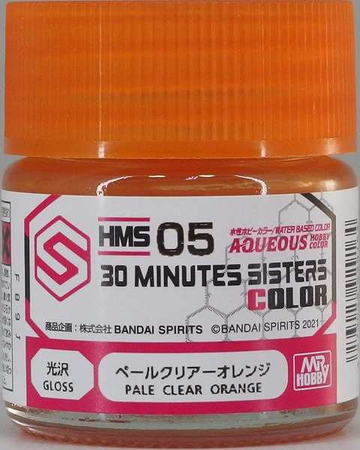 HMS 05
水性ホビーカラー/WATER BASED COLOR
AQUEOUS HOBBY COLOR
30 MINUTES SISTERS
COLOR
商品企画:株式会社 BANDAI SPIRITS ©BANDAI SPIRITS 2021
光沢
GLOSS
ペールクリアーオレンジ
PALE CLEAR ORANGE
MR.
HOBBY